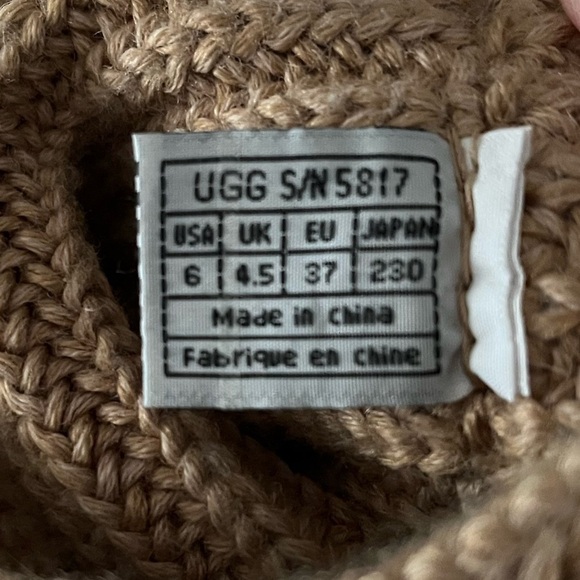 UGG S/N 5817
USA UK EU JAPAN
6 4.5 37 230
Made in China
Fabrique en Chine